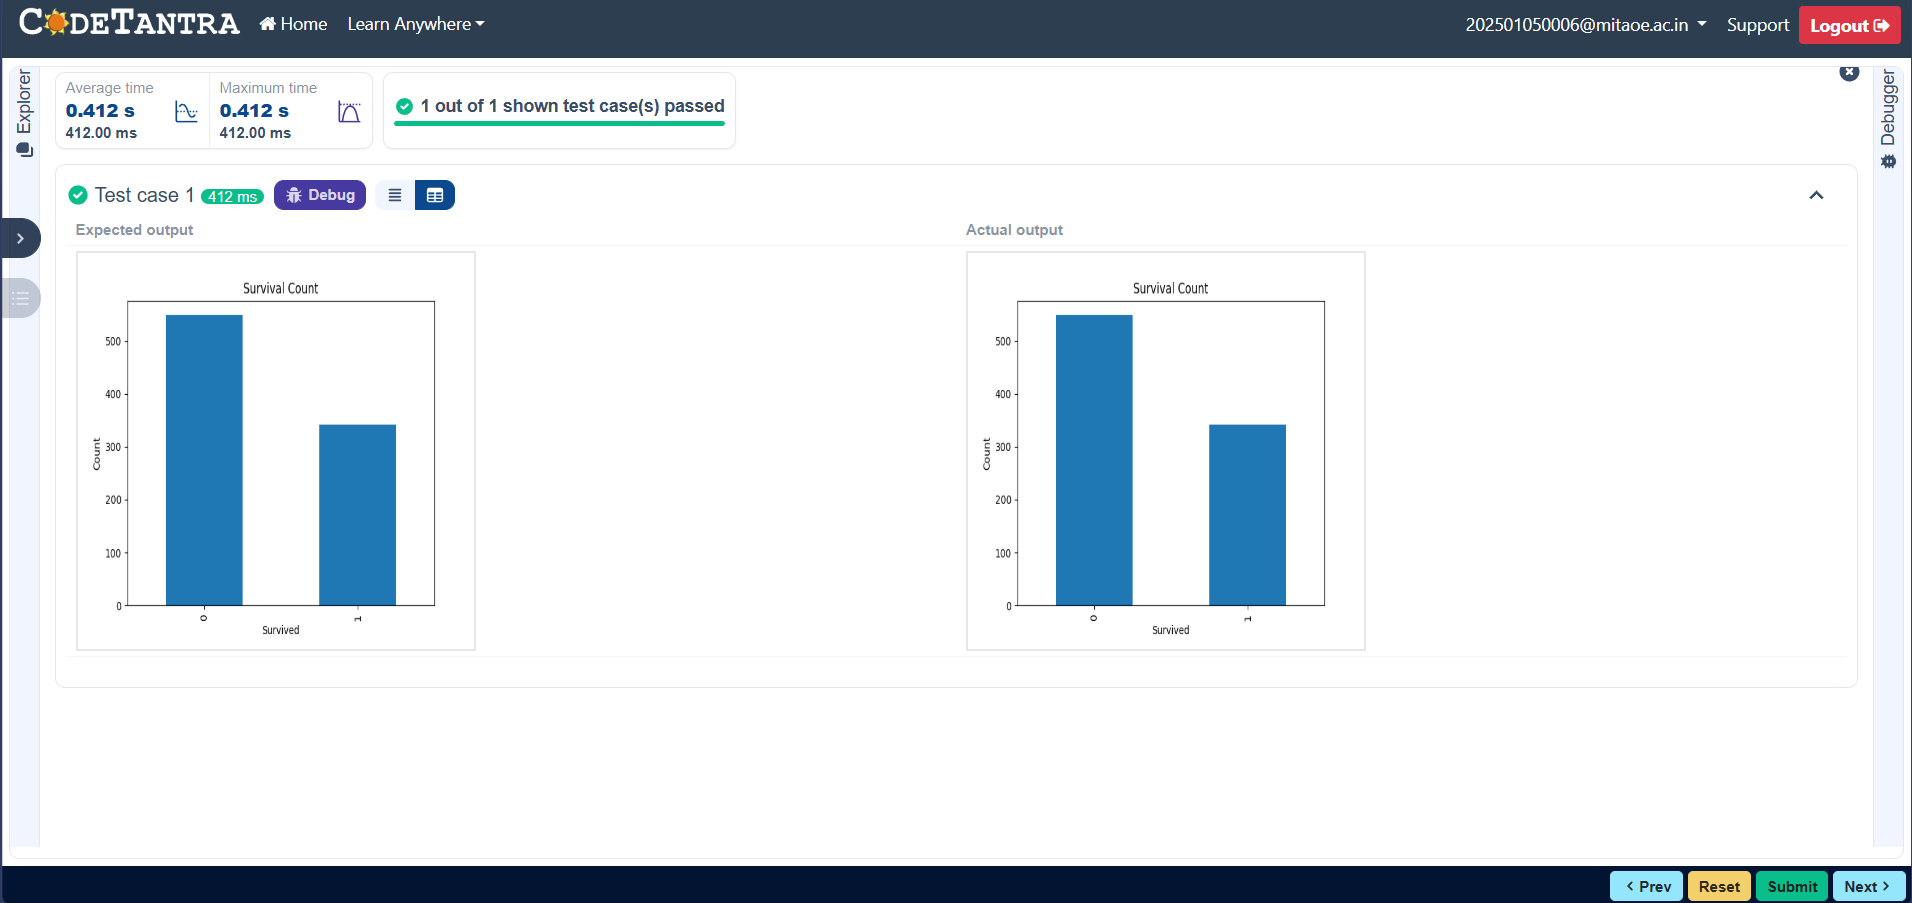 CODETANTRA
Home
Learn Anywhere
202501050006@mitaoe.ac.in
Support
Logout
Explorer
Average time
0.412 s
412.00 ms
Maximum time
0.412 s
412.00 ms
1 out of 1 shown test case(s) passed
Debugger
Test case 1
412 ms
Debug
Expected output
Survival Count
500
400
300
200
100
0
Count
0
1
Survived
Actual output
Survival Count
500
400
300
200
100
0
Count
0
1
Survived
Prev
Reset
Submit
Next